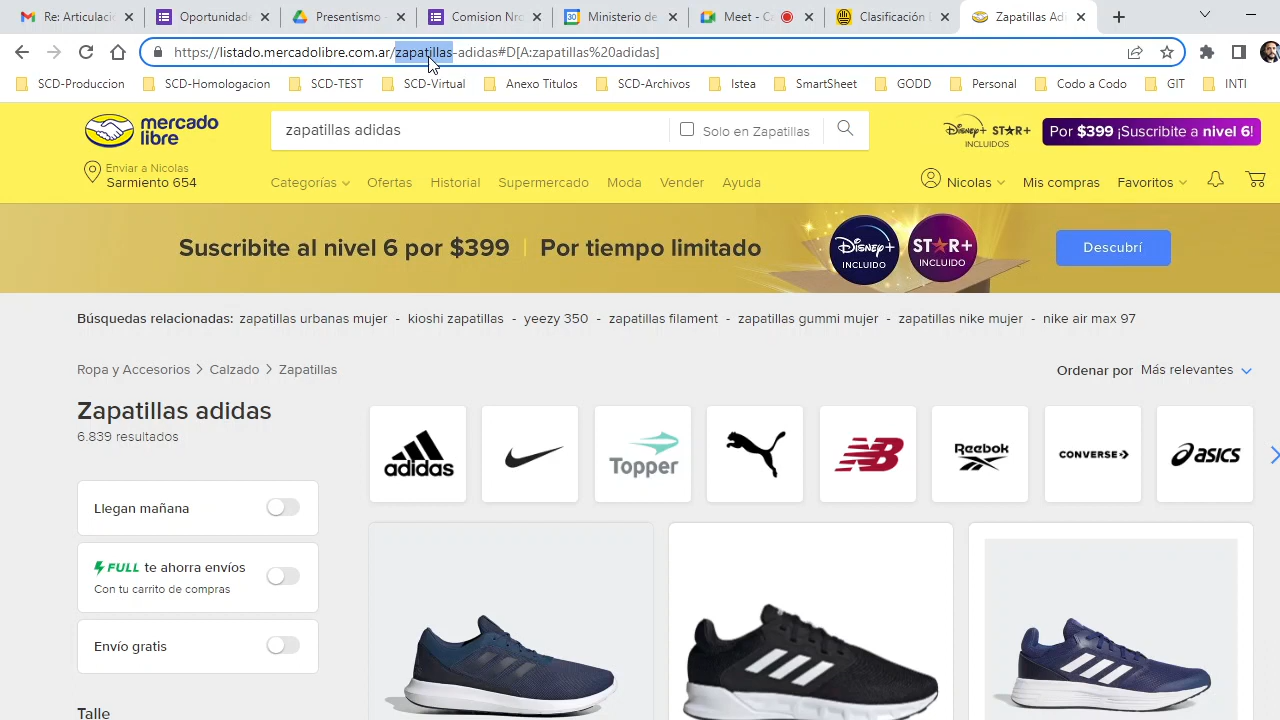 Re: Articulaci
Oportunidad
Presentismo -
Comision Nro
Ministerio de
Meet - C
Clasificación D
Zapatillas Adi
https://listado.mercadolibre.com.ar/zapatillas-adidas#D[A:zapatillas%20adidas]
SCD-Produccion
SCD-Homologacion
SCD-TEST
SCD-Virtual
Anexo Titulos
SCD-Archivos
Istea
SmartSheet
GODD
Personal
Codo a Codo
GIT
INTI
mercado
libre
zapatillas adidas
Solo en Zapatillas
Disney+ STAR+
INCLUIDOS
Por $399 ¡Suscribite a nivel 6!
Enviar a Nicolas
Sarmiento 654
Categorías
Ofertas
Historial
Supermercado
Moda
Vender
Ayuda
Nicolas
Mis compras
Favoritos
Suscribite al nivel 6 por $399 | Por tiempo limitado
Disney+
INCLUIDO
STAR+
INCLUIDO
Descubrí
Búsquedas relacionadas: zapatillas urbanas mujer - kioshi zapatillas - yeezy 350 - zapatillas filament - zapatillas gummi mujer - zapatillas nike mujer - nike air max 97
Ropa y Accesorios > Calzado > Zapatillas
Ordenar por Más relevantes
Zapatillas adidas
6.839 resultados
adidas
Topper
NB
Reebok
CONVERSE
asics
Llegan mañana
FULL te ahorra envíos
Con tu carrito de compras
Envío gratis
Talle